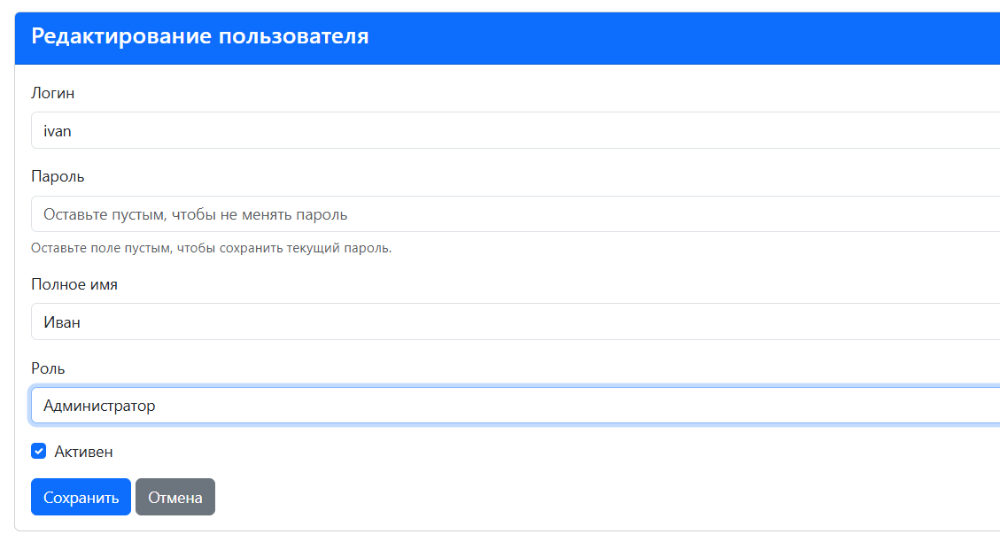 Редактирование пользователя
Логин
ivan
Пароль
Оставьте пустым, чтобы не менять пароль
Оставьте поле пустым, чтобы сохранить текущий пароль.
Полное имя
Иван
Роль
Администратор
Активен
Сохранить Отмена